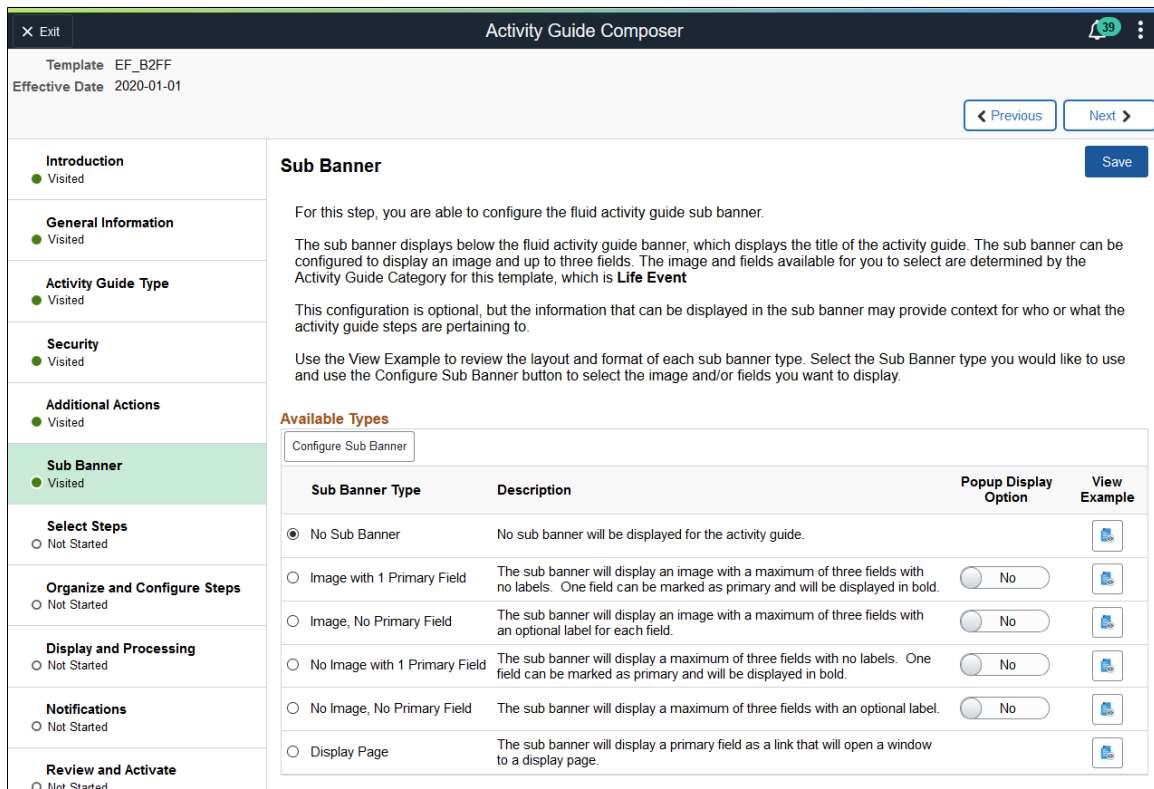 Exit
Activity Guide Composer
39
Template EF_B2FF
Effective Date 2020-01-01
Previous
Next
Introduction
Visited
General Information
Visited
Activity Guide Type
Visited
Security
Visited
Additional Actions
Visited
Sub Banner
Visited
Select Steps
Not Started
Organize and Configure Steps
Not Started
Display and Processing
Not Started
Notifications
Not Started
Review and Activate
Not Started
Sub Banner
Save
For this step, you are able to configure the fluid activity guide sub banner.
The sub banner displays below the fluid activity guide banner, which displays the title of the activity guide. The sub banner can be
configured to display an image and up to three fields. The image and fields available for you to select are determined by the
Activity Guide Category for this template, which is Life Event
This configuration is optional, but the information that can be displayed in the sub banner may provide context for who or what the
activity guide steps are pertaining to.
Use the View Example to review the layout and format of each sub banner type. Select the Sub Banner type you would like to use
and use the Configure Sub Banner button to select the image and/or fields you want to display.
Available Types
Configure Sub Banner
Sub Banner Type
Description
Popup Display
Option
View
Example
No Sub Banner
No sub banner will be displayed for the activity guide.
Image with 1 Primary Field
The sub banner will display an image with a maximum of three fields with
no labels. One field can be marked as primary and will be displayed in bold.
No
Image, No Primary Field
The sub banner will display an image with a maximum of three fields with
an optional label for each field.
No
No Image with 1 Primary Field
The sub banner will display a maximum of three fields with no labels. One
field can be marked as primary and will be displayed in bold.
No
No Image, No Primary Field
The sub banner will display a maximum of three fields with an optional label.
No
Display Page
The sub banner will display a primary field as a link that will open a window
to a display page.